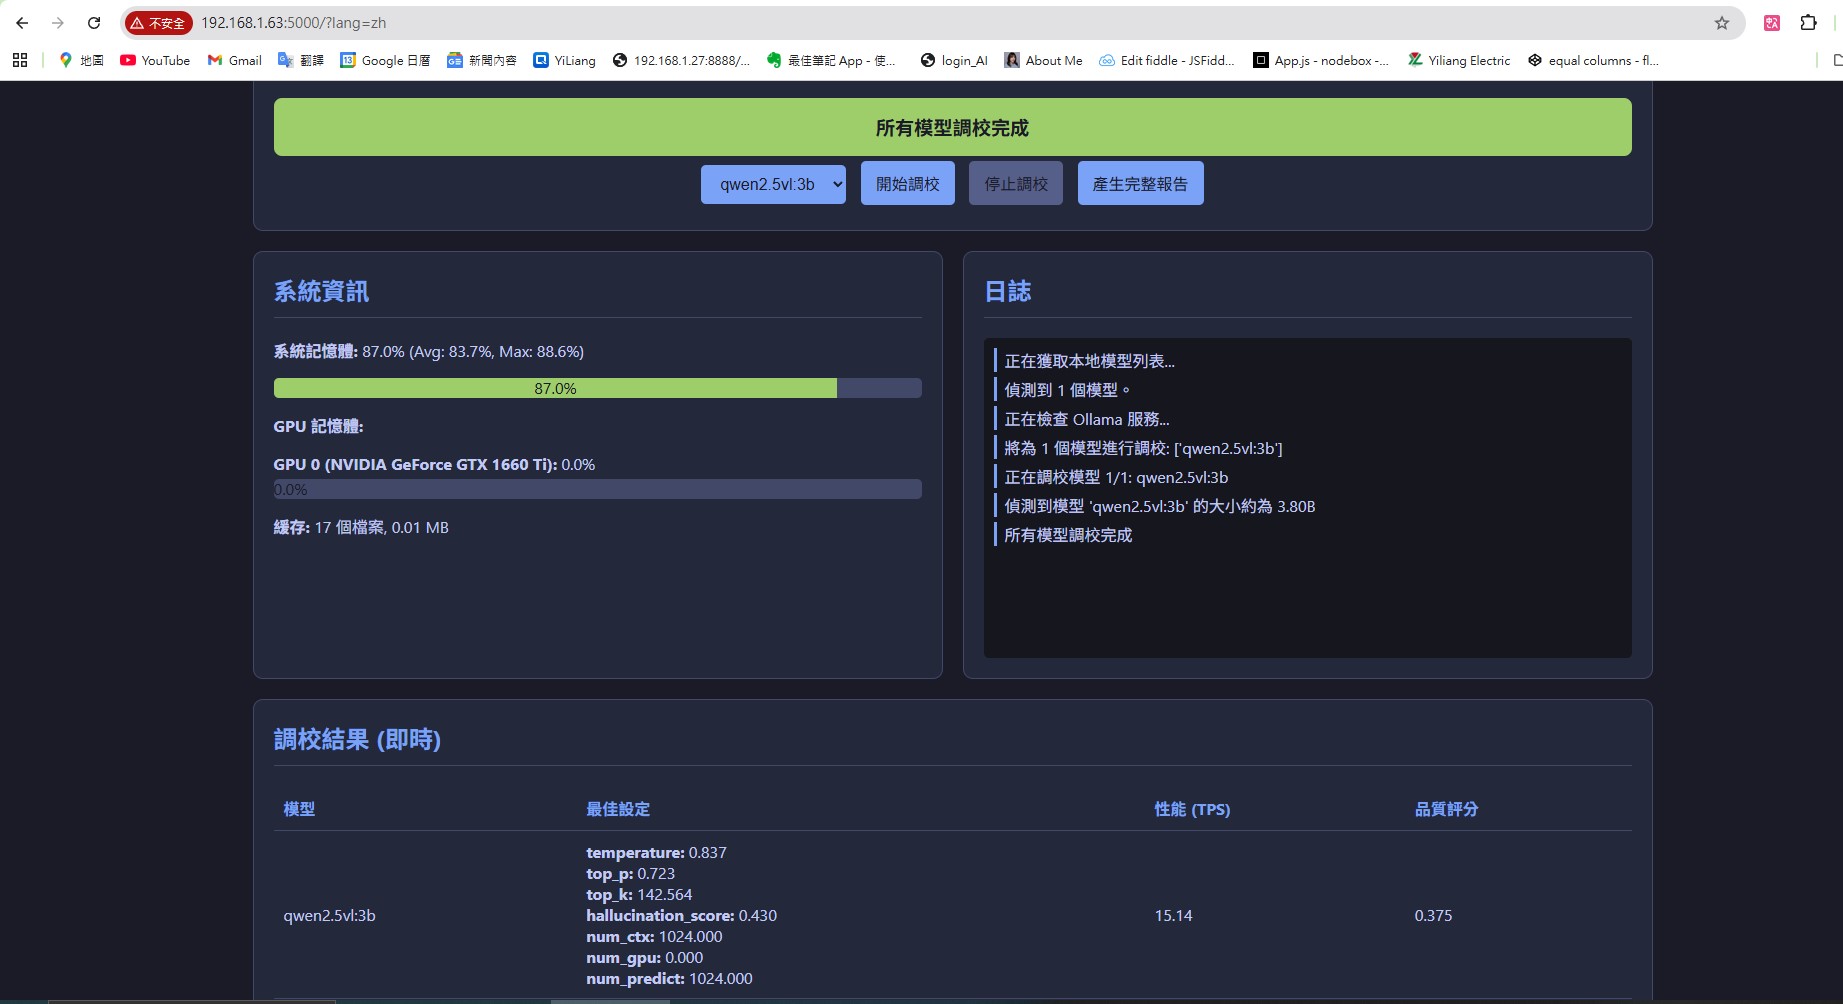 不安全 192.168.1.63:5000/?lang=zh
地圖 YouTube Gmail 翻譯 Google 日曆 新聞內容 YiLiang 192.168.1.27:8888/... 最佳筆記 App - 使... login_AI About Me Edit fiddle - JSFidd... App.js - nodebox -... Yiliang Electric equal columns - fl...
所有模型調校完成
qwen2.5vl:3b 開始調校 停止調校 產生完整報告
系統資訊
系統記憶體: 87.0% (Avg: 83.7%, Max: 88.6%)
87.0%
GPU 記憶體:
GPU 0 (NVIDIA GeForce GTX 1660 Ti): 0.0%
0.0%
緩存: 17 個檔案, 0.01 MB
日誌
正在獲取本地模型列表...
偵測到 1 個模型。
正在檢查 Ollama 服務...
將為 1 個模型進行調校: ['qwen2.5vl:3b']
正在調校模型 1/1: qwen2.5vl:3b
偵測到模型 'qwen2.5vl:3b' 的大小約為 3.80B
所有模型調校完成
調校結果 (即時)
模型 最佳設定 性能 (TPS) 品質評分
temperature: 0.837
top_p: 0.723
top_k: 142.564
qwen2.5vl:3b hallucination_score: 0.430 15.14 0.375
num_ctx: 1024.000
num_gpu: 0.000
num_predict: 1024.000